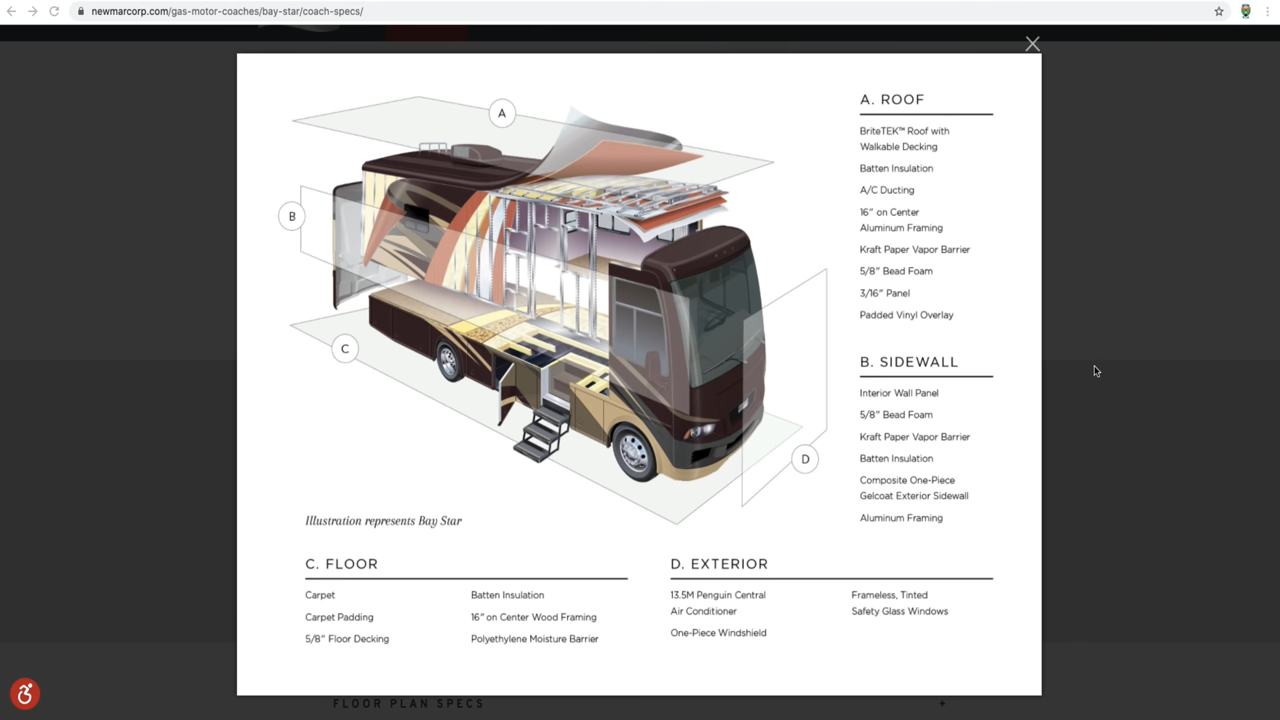 newmarcorp.com/gas-motor-coaches/bay-star/coach-specs/
A
B
C
D
Illustration represents Bay Star
A. ROOF
BriteTEK™ Roof with
Walkable Decking
Batten Insulation
A/C Ducting
16" on Center
Aluminum Framing
Kraft Paper Vapor Barrier
5/8" Bead Foam
3/16" Panel
Padded Vinyl Overlay
B. SIDEWALL
Interior Wall Panel
5/8" Bead Foam
Kraft Paper Vapor Barrier
Batten Insulation
Composite One-Piece
Gelcoat Exterior Sidewall
Aluminum Framing
C. FLOOR
Carpet
Carpet Padding
5/8" Floor Decking
Batten Insulation
16" on Center Wood Framing
Polyethylene Moisture Barrier
D. EXTERIOR
13.5M Penguin Central
Air Conditioner
One-Piece Windshield
Frameless, Tinted
Safety Glass Windows
FLOOR PLAN SPECS
+